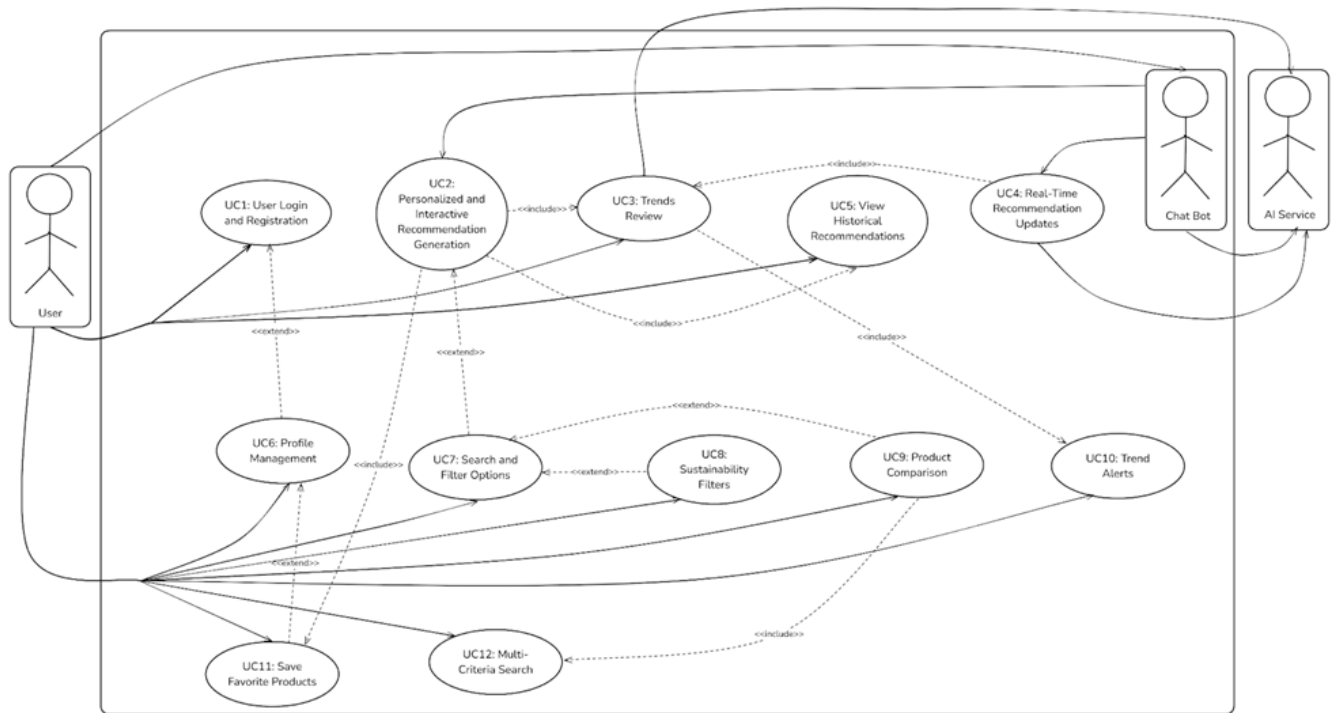 UC1: User Login
and Registration
UC2:
Personalized and
Interactive
Recommendation
Generation
<<include>>
UC3: Trends
Review
<<include>>
UC5: View
Historical
Recommendations
UC4: Real-Time
Recommendation
Updates
Chat Bot
AI Service
User
<<extend>>
<<extend>>
<<include>>
<<include>>
<<extend>>
UC6: Profile
Management
<<include>>
UC7: Search and
Filter Options
<<extend>>
UC8:
Sustainability
Filters
UC9: Product
Comparison
UC10: Trend
Alerts
<<extend>>
<<include>>
UC11: Save
Favorite Products
UC12: Multi-
Criteria Search